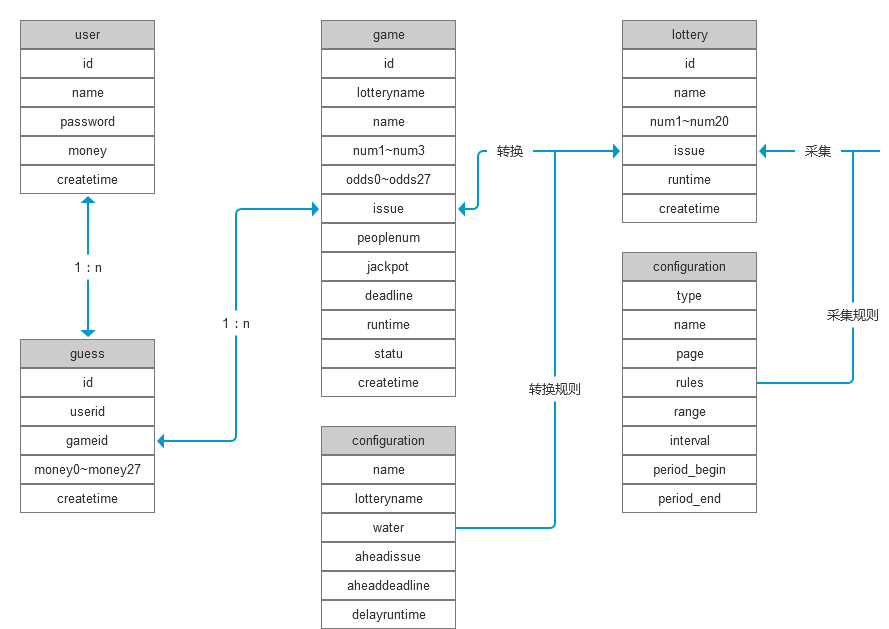 user
id
name
password
money
createtime
1：n
guess
id
userid
gameid
money0~money27
createtime
1：n
game
id
lotteryname
name
num1~num3
odds0~odds27
issue
peoplenum
jackpot
deadline
runtime
statu
createtime
configuration
name
lotteryname
water
aheadissue
aheaddeadline
delayruntime
转换
转换规则
lottery
id
name
num1~num20
issue
runtime
createtime
configuration
type
name
page
rules
range
interval
period_begin
period_end
采集
采集规则